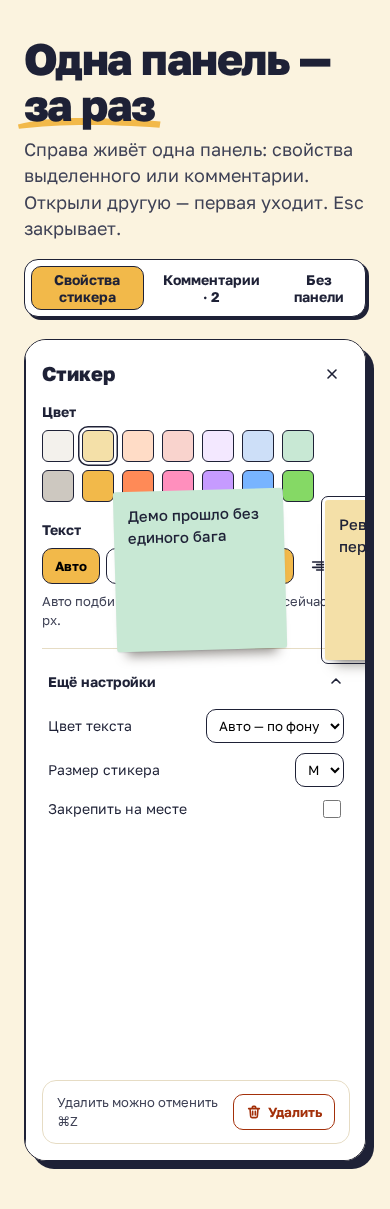 Одна панель —
за раз
Справа живёт одна панель: свойства
выделенного или комментарии.
Открыли другую — первая уходит. Esc
закрывает.
Свойства
стикера
Комментарии
· 2
Без
панели
Стикер
Цвет
Демо прошло без
единого бага
Текст
Авто
Авто
px.
Ещё настройки
Цвет текста
Авто — по фону
Размер стикера
M
Закрепить на месте
Удалить можно отменить
⌘Z
Удалить